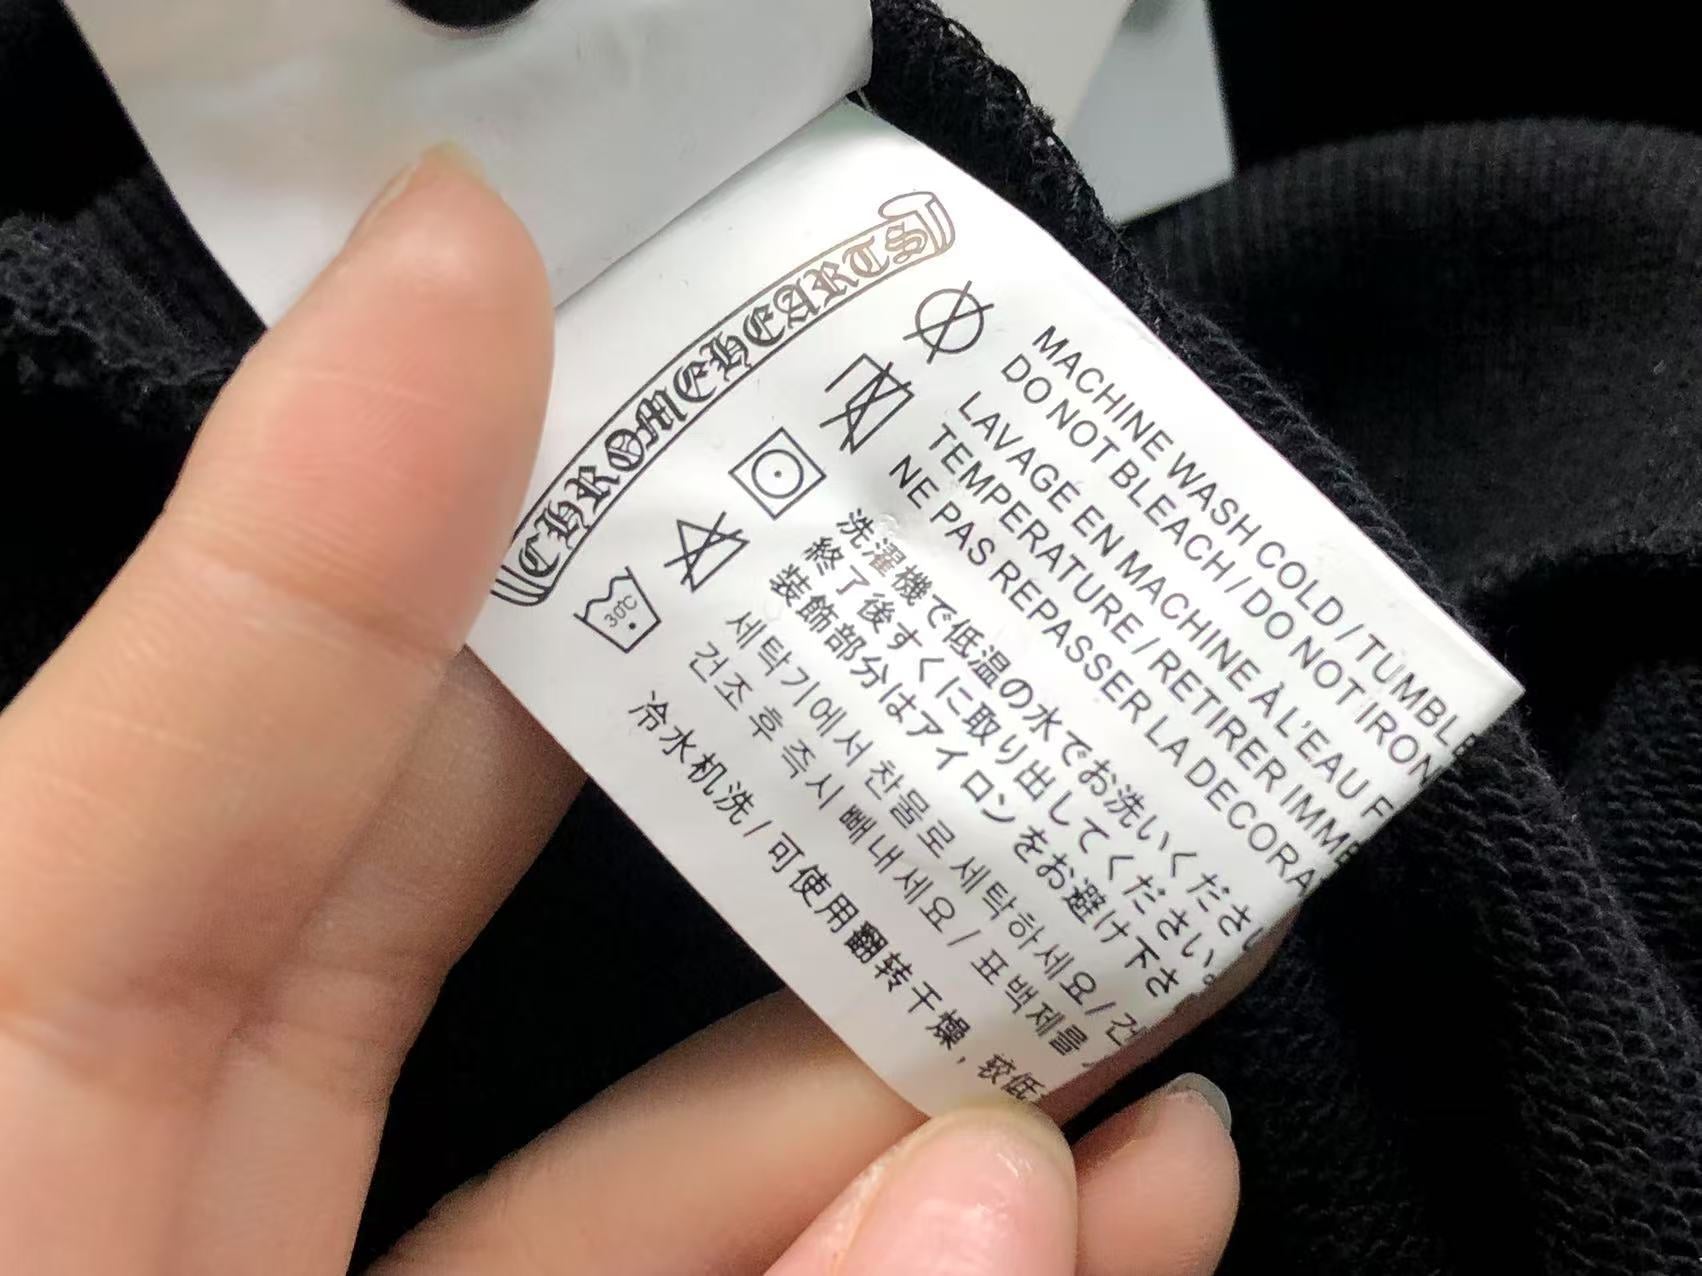 CHROMEHEARTS
30℃
MACHINE WASH COLD / TUMBLE
DO NOT BLEACH / DO NOT IRON
LAVAGE EN MACHINE À L'EAU F
TEMPERATURE / RETIRER IMME
NE PAS REPASSER LA DECORA
洗濯機で低温の水でお洗いくださ
終了後すぐに取り出してください。
装飾部分はアイロンをお避け下さ
세탁기에서 찬물로 세탁하세요 / 건
건조 후 즉시 빼내세요 / 표백제를
冷水机洗 / 可使用翻转干燥，较低